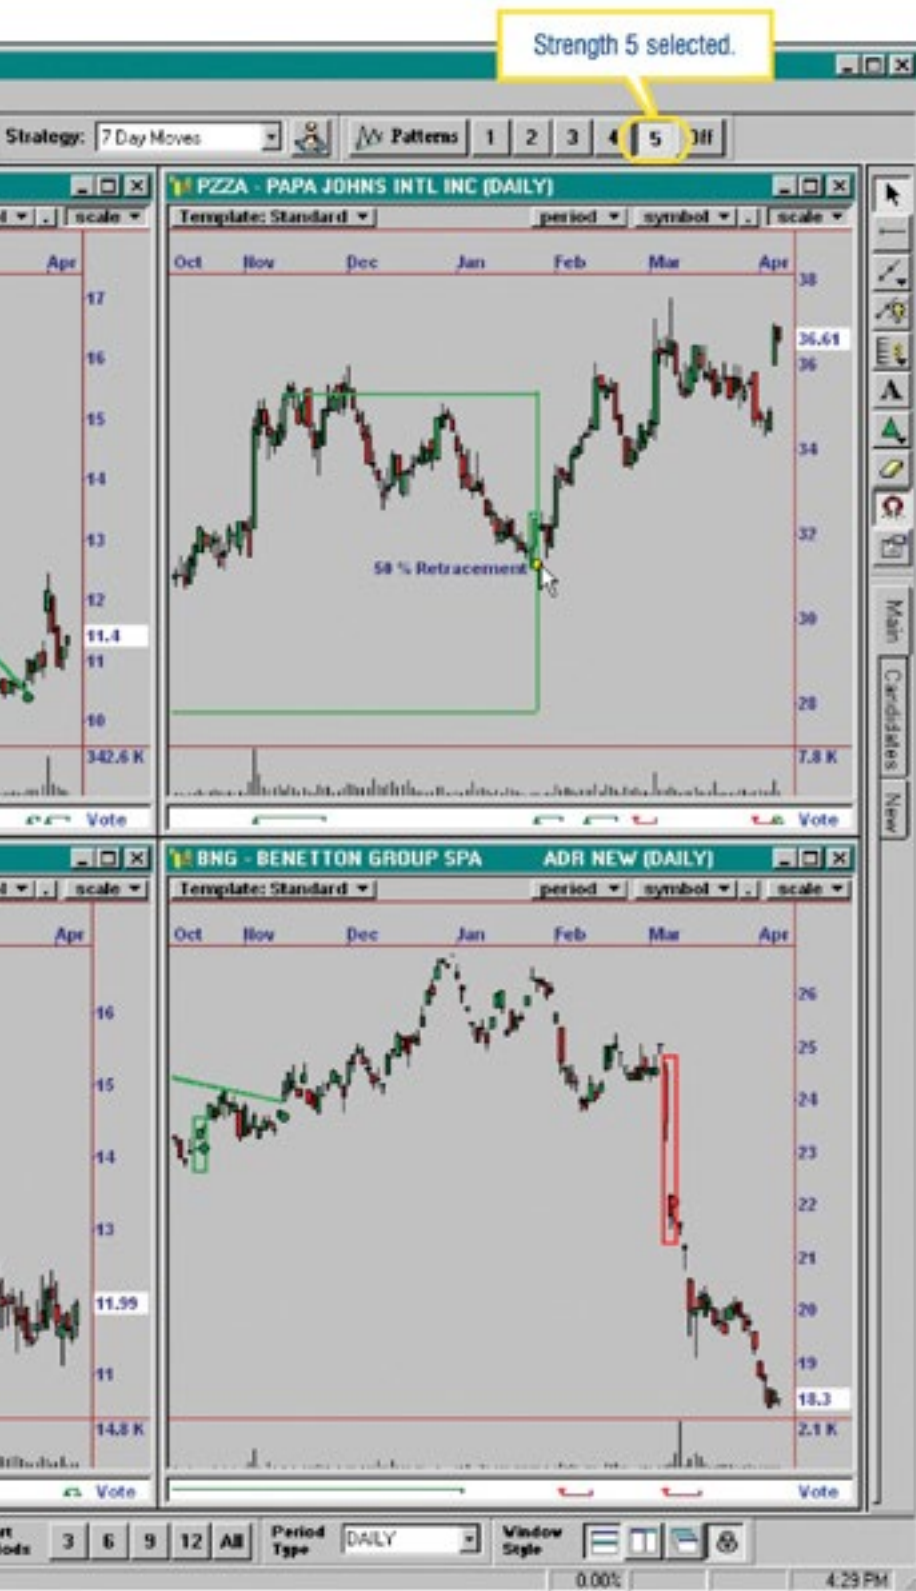 Strength 5 selected.
Strategy: 7 Day Moves Patterns 1 2 3 4 5 Off
PZZA - PAPA JOHNS INTL INC (DAILY)
scale
Template: Standard period symbol . scale
Apr
Oct Nov Dec Jan Feb Mar Apr
17
16
15
14
13
12
11.4
11
10
342.6 K
Vote
38
36.61
36
34
32
50 % Retracement
30
28
7.8 K
Vote
Main
Candidates
New
BNG - BENETTON GROUP SPA ADR NEW (DAILY)
scale
Template: Standard period symbol . scale
Apr
Oct Nov Dec Jan Feb Mar Apr
16
15
14
13
11.99
11
14.8 K
Vote
26
25
24
23
22
21
20
19
18.3
2.1 K
Vote
3 6 9 12 All Period Type DAILY Window Style
0.00% 4:29 PM